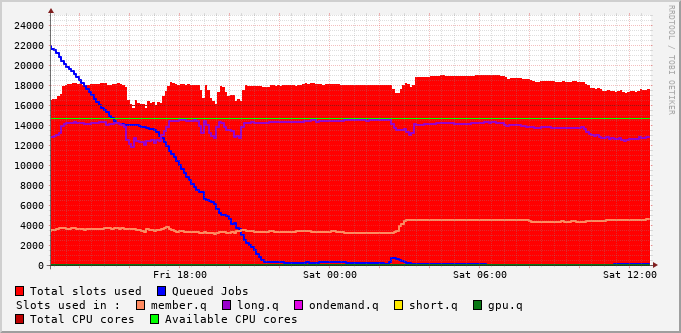 24000
22000
20000
18000
16000
14000
12000
10000
8000
6000
4000
2000
0
Fri 18:00 Sat 00:00 Sat 06:00 Sat 12:00
RRDTOOL / TOBI OETIKER
Total slots used Queued Jobs
Slots used in : member.q long.q ondemand.q short.q gpu.q
Total CPU cores Available CPU cores